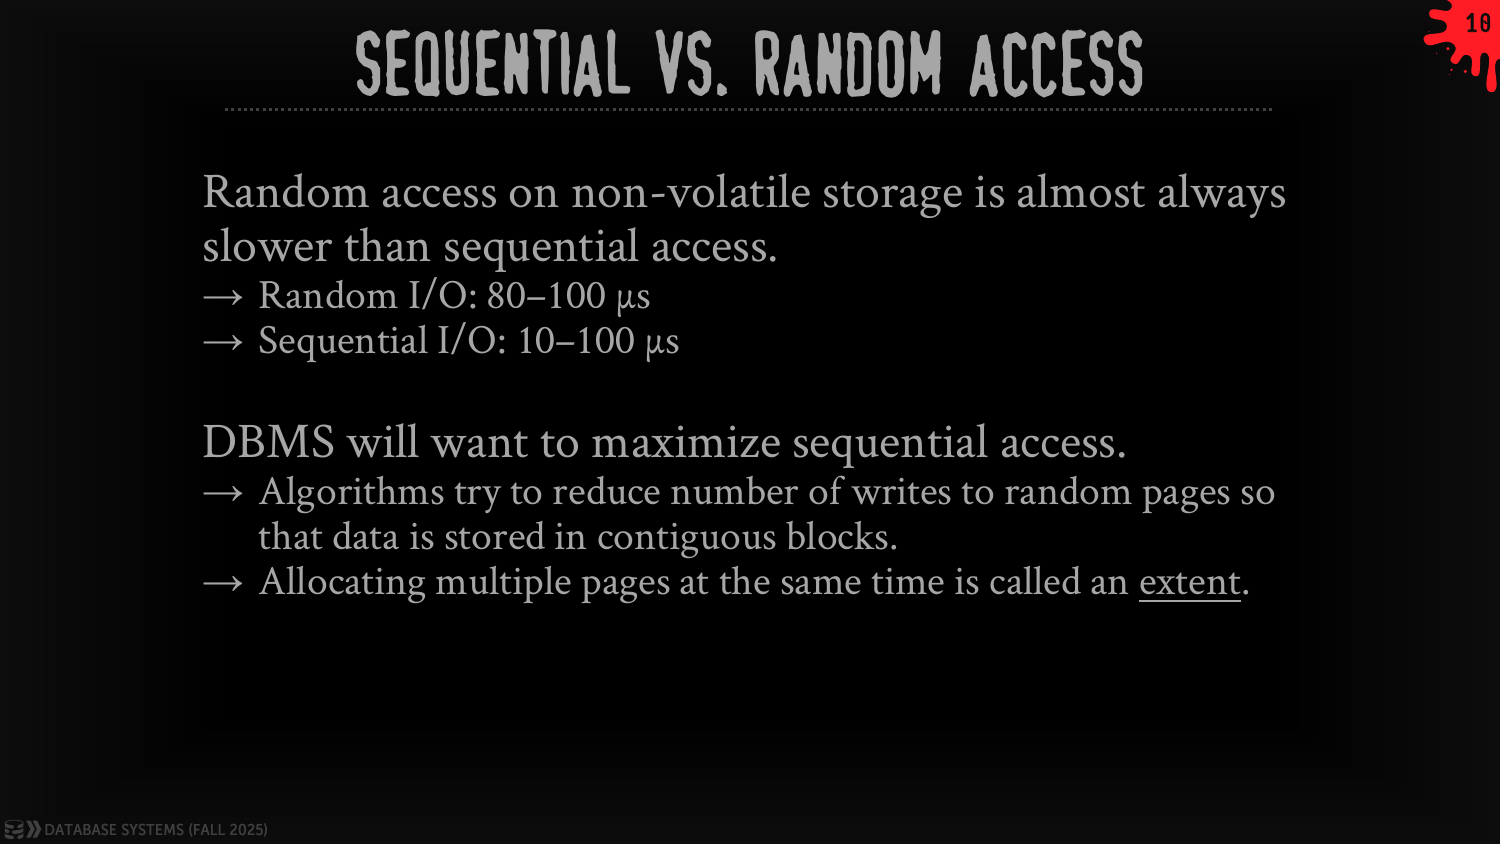 SEQUENTIAL VS. RANDOM ACCESS
10
Random access on non-volatile storage is almost always
slower than sequential access.
→ Random I/O: 80–100 μs
→ Sequential I/O: 10–100 μs
DBMS will want to maximize sequential access.
→ Algorithms try to reduce number of writes to random pages so
that data is stored in contiguous blocks.
→ Allocating multiple pages at the same time is called an extent.
DATABASE SYSTEMS (FALL 2025)